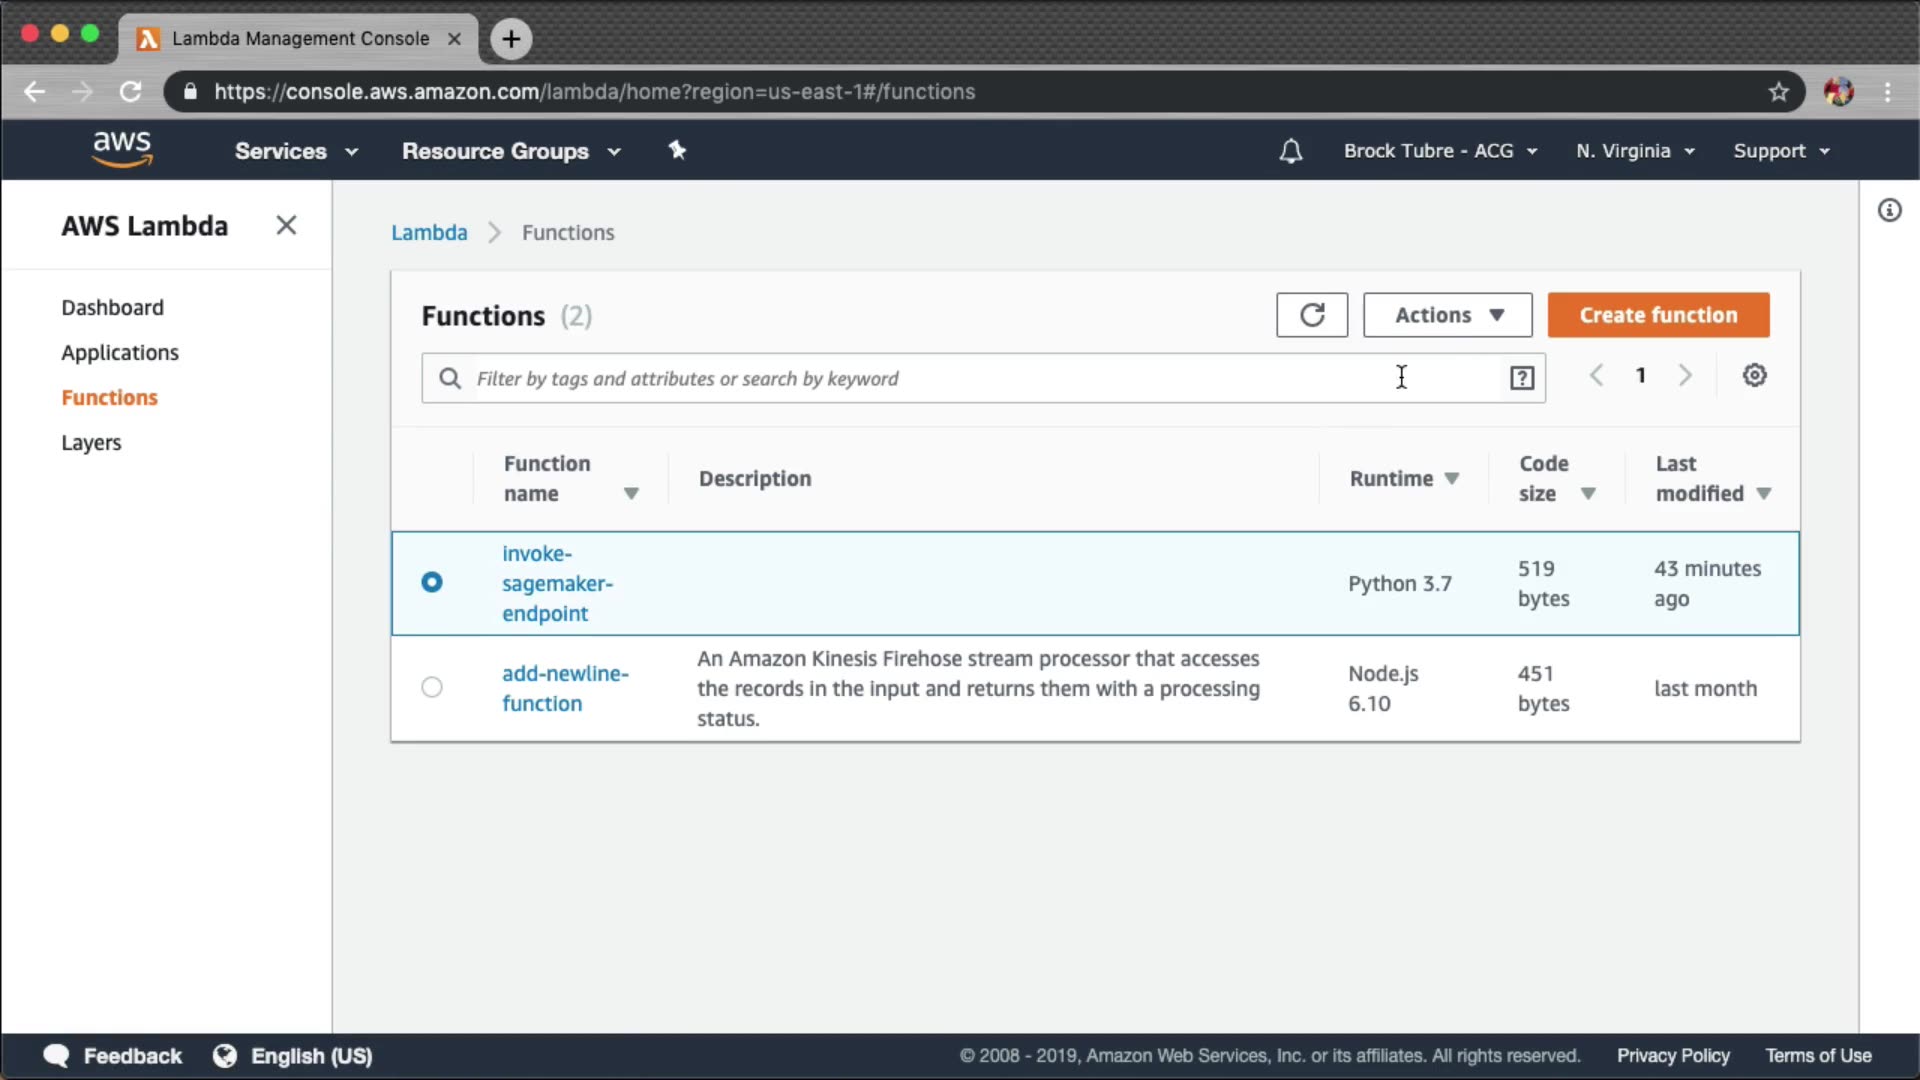 Lambda Management Console
https://console.aws.amazon.com/lambda/home?region=us-east-1#/functions
aws
Services
Resource Groups
Brock Tubre - ACG
N. Virginia
Support
AWS Lambda
Dashboard
Applications
Functions
Layers
Lambda
Functions
Functions (2)
Actions
Create function
Filter by tags and attributes or search by keyword
?
1
Function
name
Description
Runtime
Code
size
Last
modified
invoke-
sagemaker-
endpoint
Python 3.7
519
bytes
43 minutes
ago
add-newline-
function
An Amazon Kinesis Firehose stream processor that accesses
the records in the input and returns them with a processing
status.
Node.js
6.10
451
bytes
last month
Feedback
English (US)
© 2008 - 2019, Amazon Web Services, Inc. or its affiliates. All rights reserved.
Privacy Policy
Terms of Use